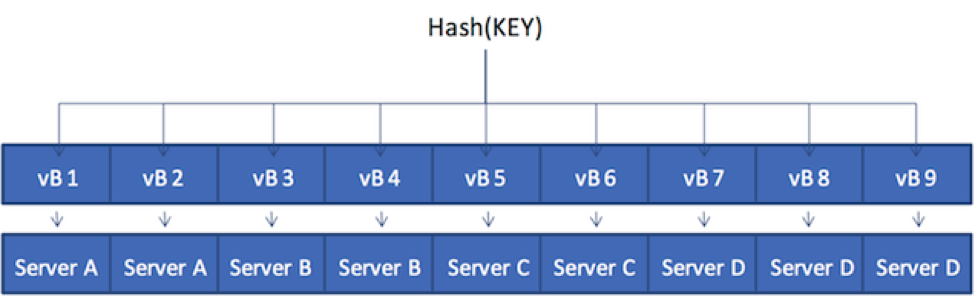 Hash(KEY)
vB 1 vB 2 vB 3 vB 4 vB 5 vB 6 vB 7 vB 8 vB 9
Server A Server A Server B Server B Server C Server C Server D Server D Server D